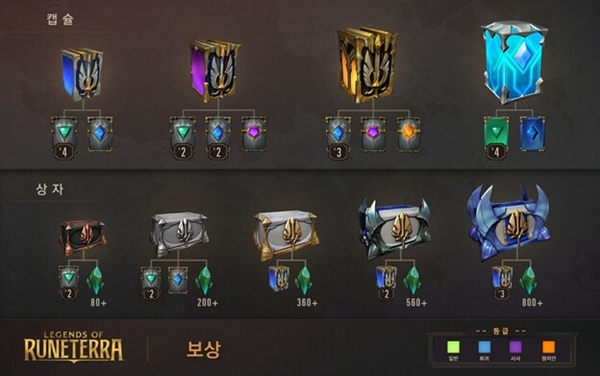 캡슐
4
2
2
3
4
상자
2
80+
2
200+
360+
2
560+
3
800+
LEGENDS OF
RUNETERRA
보상
등급
일반
희귀
서사
챔피언